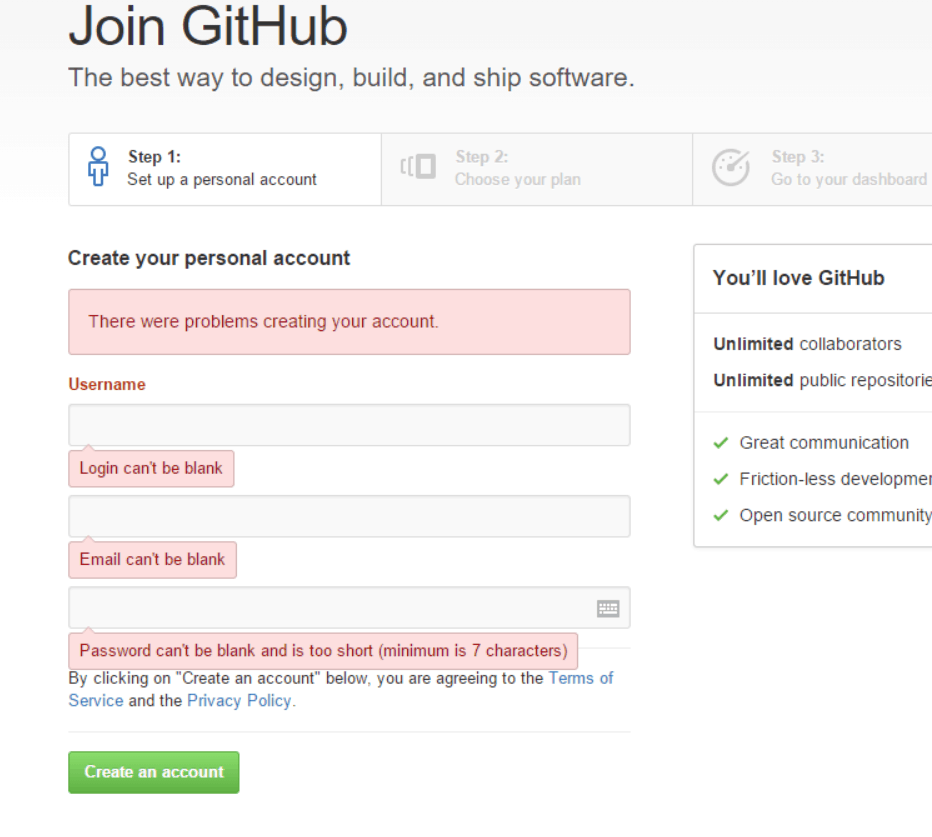 Join GitHub
The best way to design, build, and ship software.
Step 1:
Set up a personal account
Step 2:
Choose your plan
Step 3:
Go to your dashboard
Create your personal account
There were problems creating your account.
Username
Login can't be blank
Email can't be blank
Password can't be blank and is too short (minimum is 7 characters)
By clicking on "Create an account" below, you are agreeing to the Terms of
Service and the Privacy Policy.
Create an account
You'll love GitHub
Unlimited collaborators
Unlimited public repositorie
Great communication
Friction-less developmen
Open source community